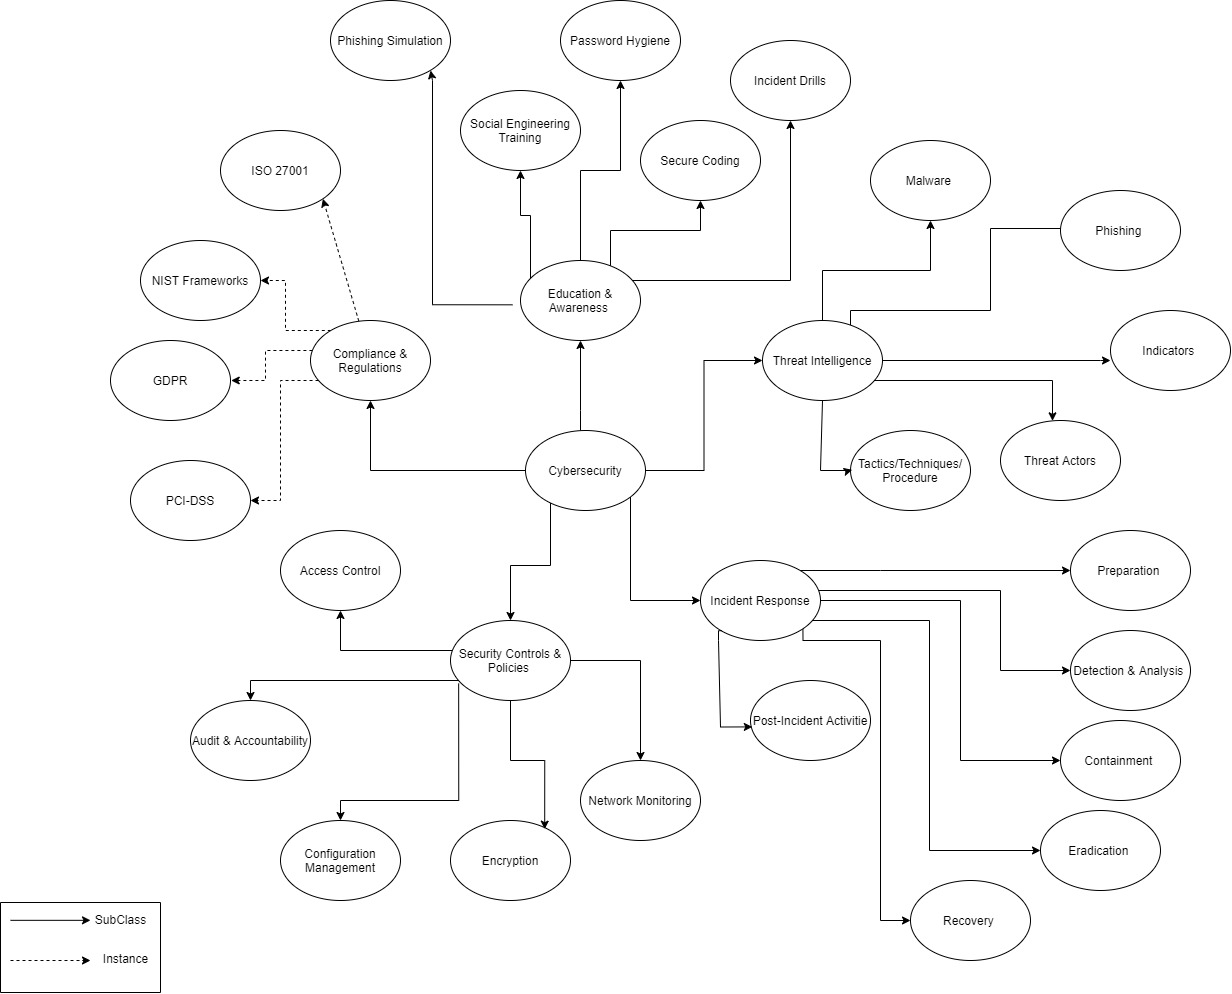 Phishing Simulation
Password Hygiene
Incident Drills
Social Engineering
Training
Secure Coding
ISO 27001
Malware
Phishing
NIST Frameworks
Education &
Awareness
Compliance &
Regulations
Threat Intelligence
Indicators
GDPR
Cybersecurity
Tactics/Techniques/
Procedure
Threat Actors
PCI-DSS
Access Control
Incident Response
Preparation
Security Controls &
Policies
Detection & Analysis
Audit & Accountability
Post-Incident Activitie
Containment
Network Monitoring
Configuration
Management
Encryption
Eradication
Recovery
SubClass
Instance